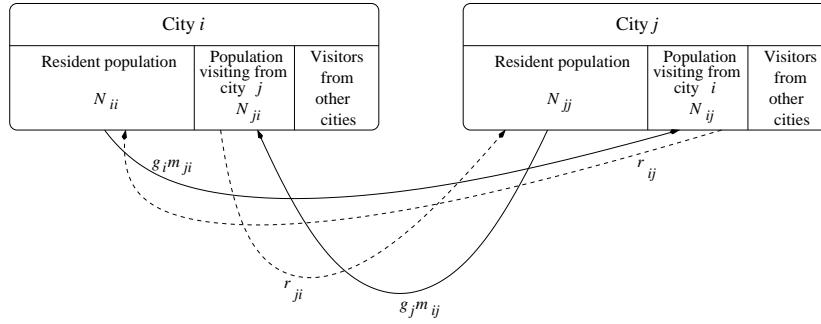 City i
Resident population
N ii
Population
visiting from
city j
N ji
Visitors
from
other
cities
City j
Resident population
N jj
Population
visiting from
city i
N ij
Visitors
from
other
cities
g i m ji
r ij
r ji
g j m ij